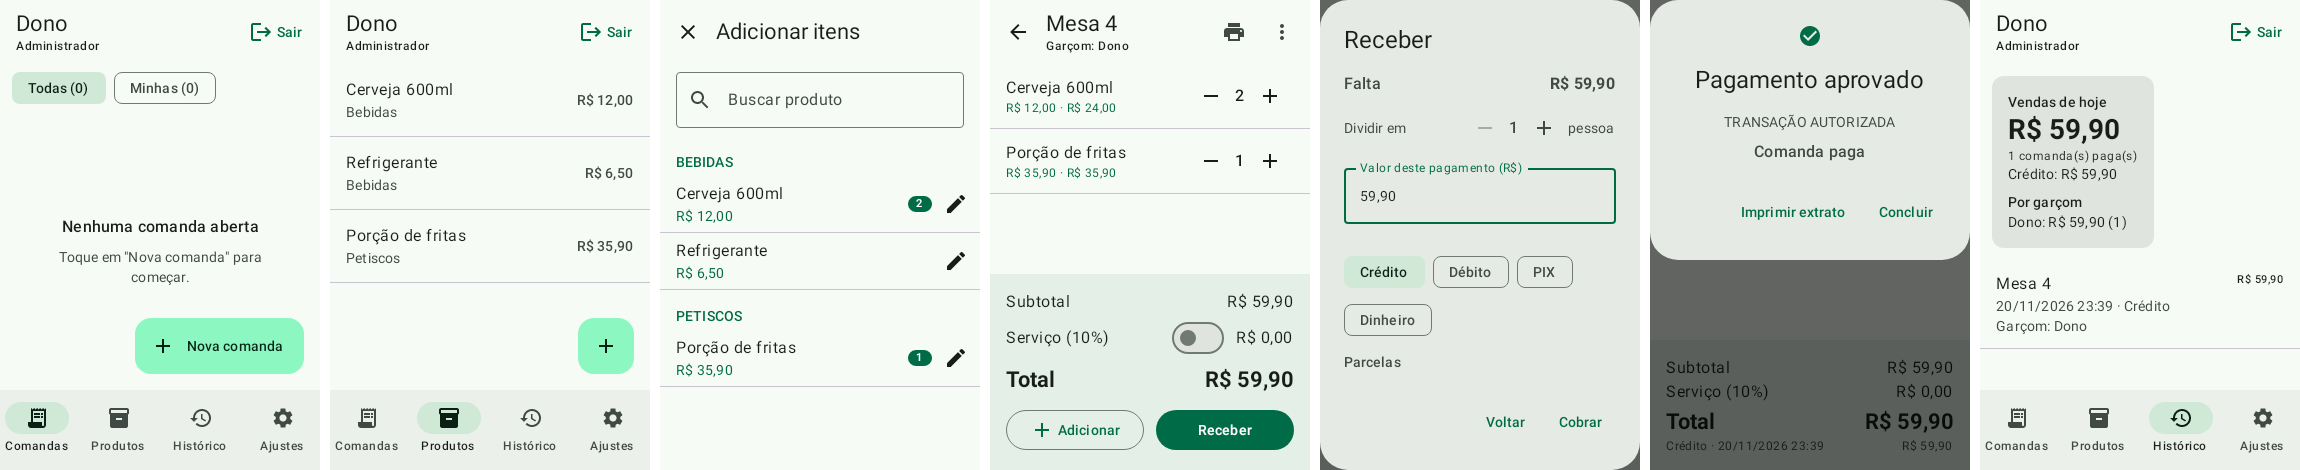 Dono
Administrador
Sair
Todas (0)
Minhas (0)
Nenhuma comanda aberta
Toque em "Nova comanda" para
começar.
Nova comanda
Comandas
Produtos
Histórico
Ajustes
Dono
Administrador
Sair
Cerveja 600ml
R$ 12,00
Bebidas
Refrigerante
R$ 6,50
Bebidas
Porção de fritas
R$ 35,90
Petiscos
Comandas
Produtos
Histórico
Ajustes
Adicionar itens
Buscar produto
BEBIDAS
Cerveja 600ml
2
R$ 12,00
Refrigerante
R$ 6,50
PETISCOS
Porção de fritas
1
R$ 35,90
Mesa 4
Garçom: Dono
Cerveja 600ml
R$ 12,00 · R$ 24,00
2
Porção de fritas
R$ 35,90 · R$ 35,90
1
Subtotal
R$ 59,90
Serviço (10%)
R$ 0,00
Total
R$ 59,90
Adicionar
Receber
Receber
Falta
R$ 59,90
Dividir em
1
pessoa
Valor deste pagamento (R$)
59,90
Crédito
Débito
PIX
Dinheiro
Parcelas
Voltar
Cobrar
Pagamento aprovado
TRANSAÇÃO AUTORIZADA
Comanda paga
Imprimir extrato
Concluir
Subtotal
R$ 59,90
Serviço (10%)
R$ 0,00
Total
R$ 59,90
Crédito · 20/11/2026 23:39
R$ 59,90
Dono
Administrador
Sair
Vendas de hoje
R$ 59,90
1 comanda(s) paga(s)
Crédito: R$ 59,90
Por garçom
Dono: R$ 59,90 (1)
Mesa 4
R$ 59,90
20/11/2026 23:39 · Crédito
Garçom: Dono
Comandas
Produtos
Histórico
Ajustes